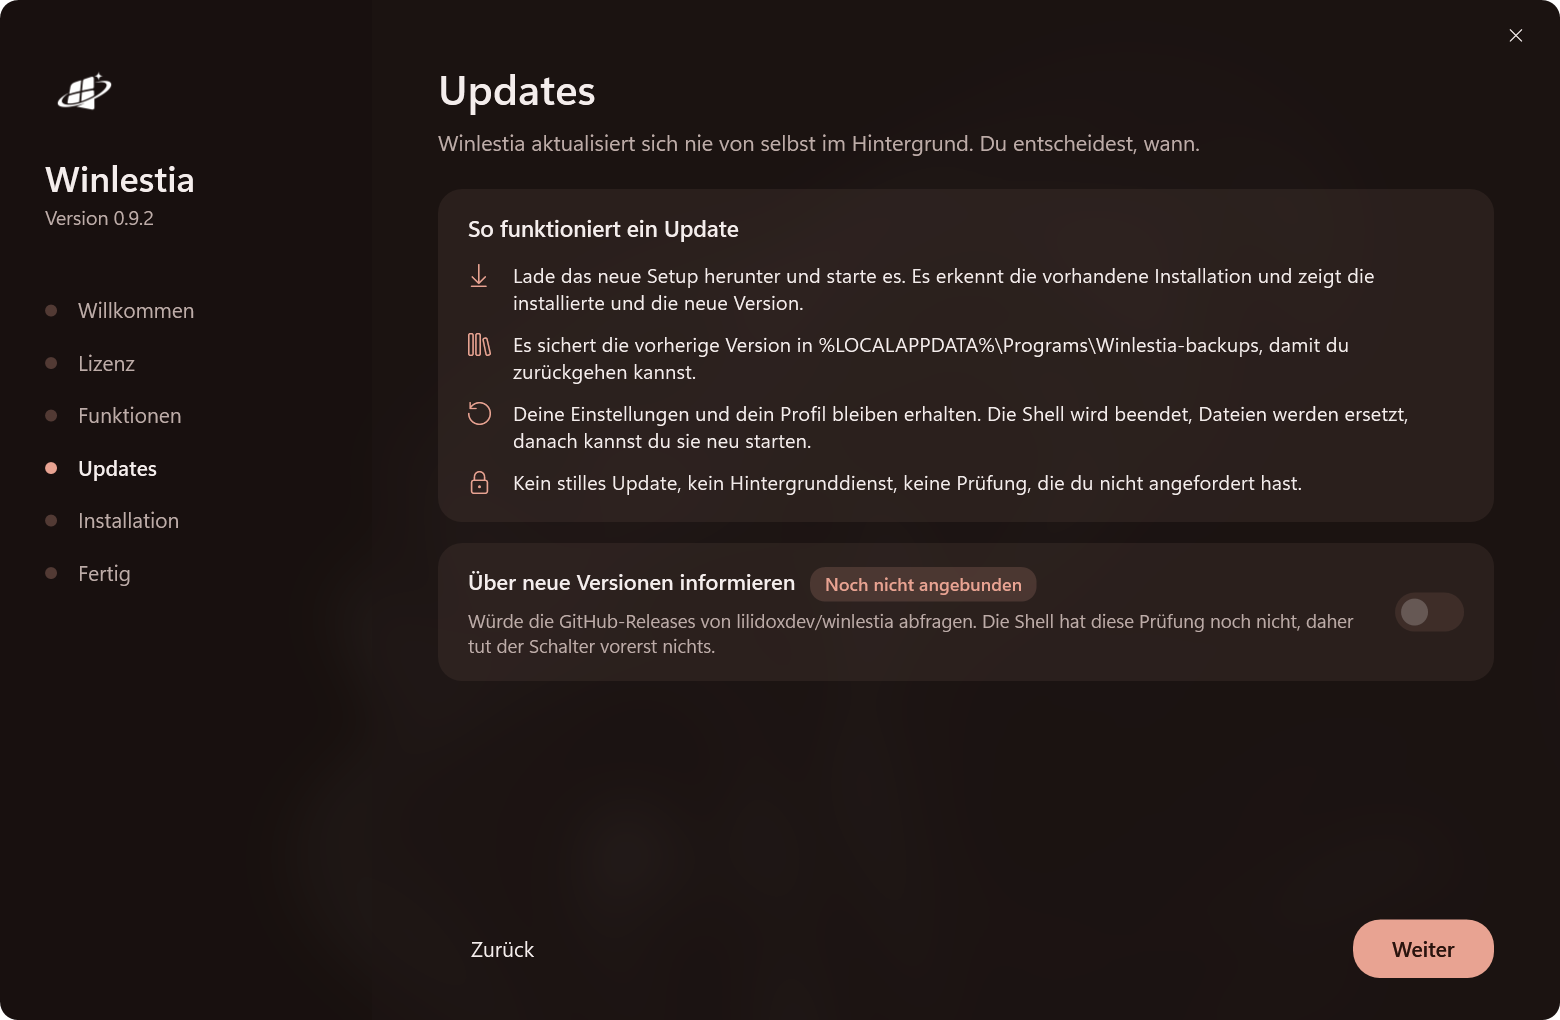 Winlestia
Version 0.9.2
Willkommen
Lizenz
Funktionen
Updates
Installation
Fertig
Updates
Winlestia aktualisiert sich nie von selbst im Hintergrund. Du entscheidest, wann.
So funktioniert ein Update
Lade das neue Setup herunter und starte es. Es erkennt die vorhandene Installation und zeigt die
installierte und die neue Version.
Es sichert die vorherige Version in %LOCALAPPDATA%\Programs\Winlestia-backups, damit du
zurückgehen kannst.
Deine Einstellungen und dein Profil bleiben erhalten. Die Shell wird beendet, Dateien werden ersetzt,
danach kannst du sie neu starten.
Kein stilles Update, kein Hintergrunddienst, keine Prüfung, die du nicht angefordert hast.
Über neue Versionen informieren Noch nicht angebunden
Würde die GitHub-Releases von lilidoxdev/winlestia abfragen. Die Shell hat diese Prüfung noch nicht, daher
tut der Schalter vorerst nichts.
Zurück
Weiter